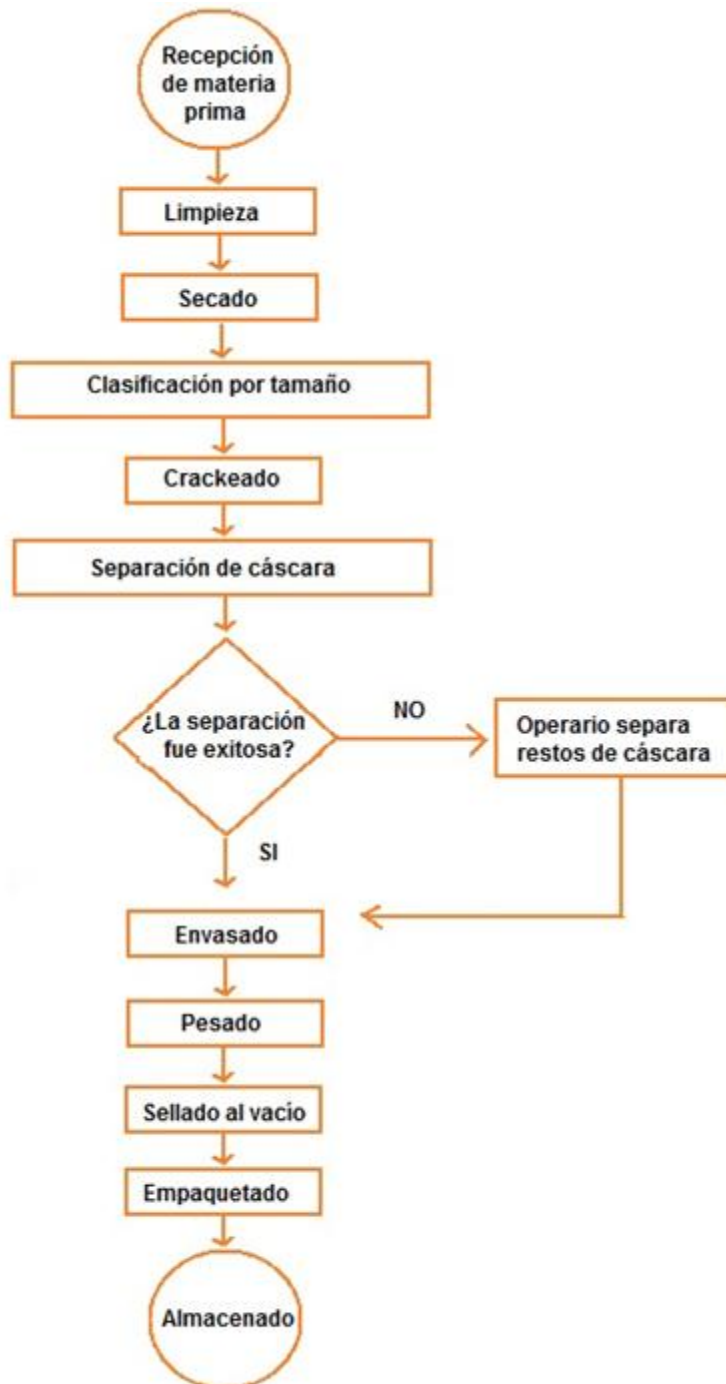 Recepción
de materia
prima
Limpieza
Secado
Clasificación por tamaño
Crackeado
Separación de cáscara
¿La separación
fue exitosa?
NO
Operario separa
restos de cáscara
SI
Envasado
Pesado
Sellado al vacío
Empaquetado
Almacenado